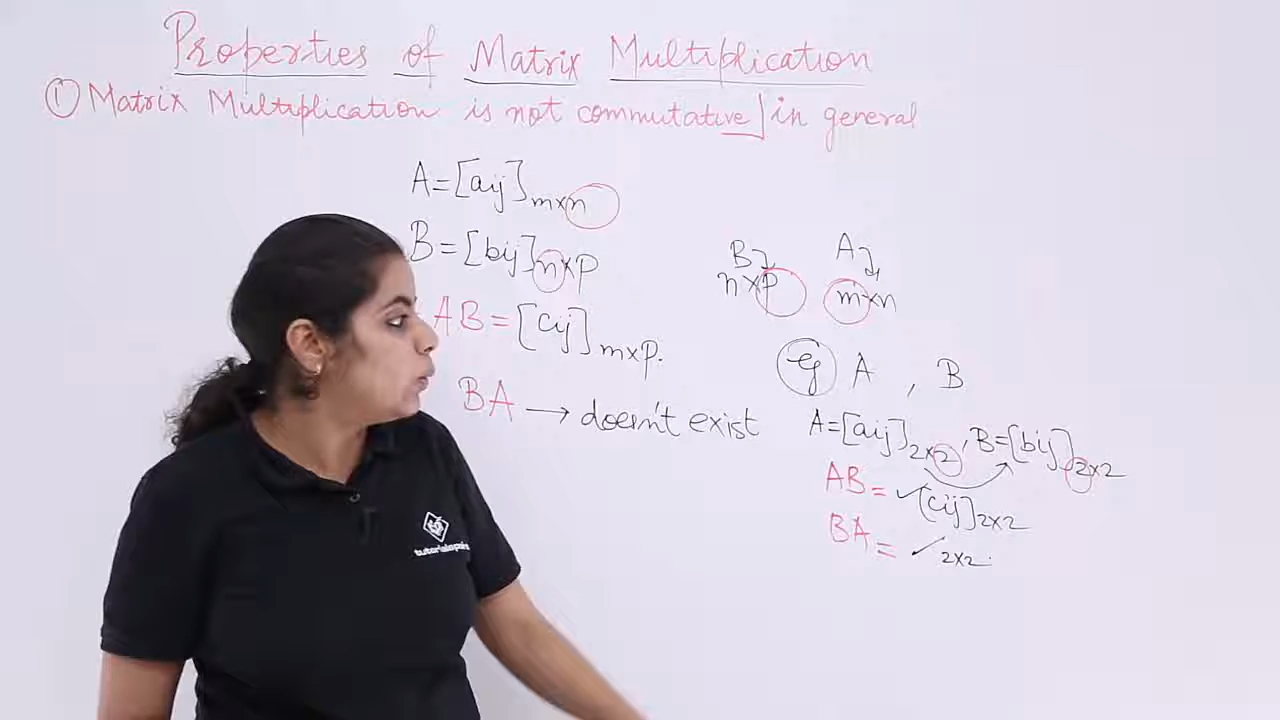 Properties of Matrix Multiplication
① Matrix Multiplication is not commutative] in general
A=[aij]m×n
B=[bij]n×p
AB=[cij]m×p.
BA → doesn't exist
B A
n×p m×n
Eg A , B
A=[aij]2×2, B=[bij]2×2
AB= ✓[cij]2×2
BA= ✓ 2×2.
tutorialspoint